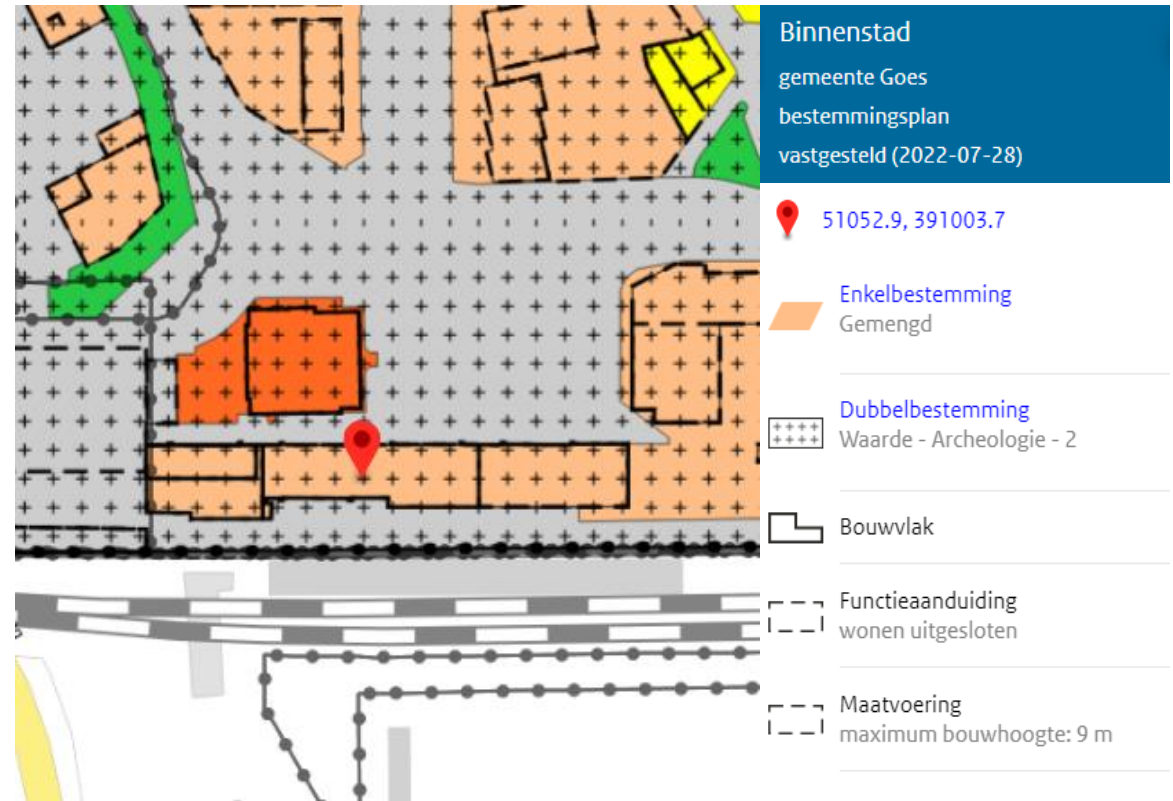 Binnenstad
gemeente Goes
bestemmingsplan
vastgesteld (2022-07-28)
51052.9, 391003.7
Enkelbestemming
Gemengd
Dubbelbestemming
Waarde - Archeologie - 2
Bouwvlak
Functieaanduiding
wonen uitgesloten
Maatvoering
maximum bouwhoogte: 9 m